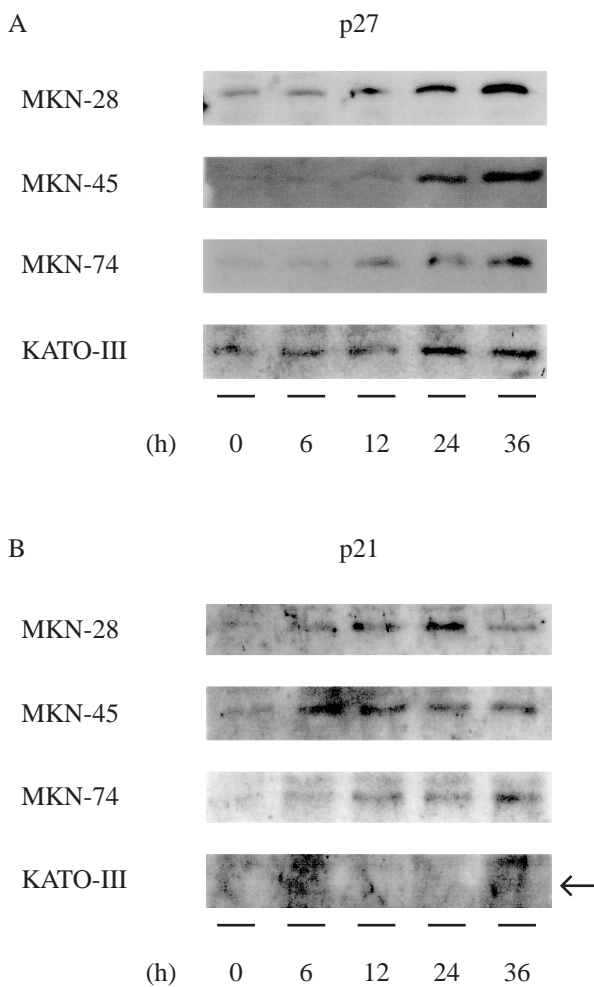 A p27
MKN-28
MKN-45
MKN-74
KATO-III
(h) 0 6 12 24 36
B p21
MKN-28
MKN-45
MKN-74
KATO-III
(h) 0 6 12 24 36